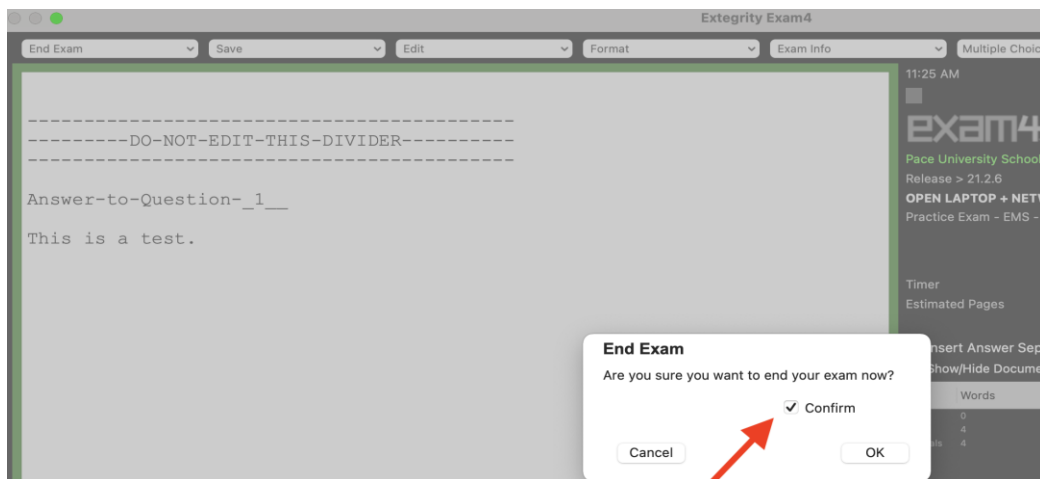 Extegrity Exam4
End Exam Save Edit Format Exam Info Multiple Choic
11:25 AM
---------------------------------------------
---------DO-NOT-EDIT-THIS-DIVIDER----------
---------------------------------------------
exam4
Pace University School
Release > 21.2.6
Answer-to-Question-_1__
OPEN LAPTOP + NETW
Practice Exam - EMS -
This is a test.
Timer
Estimated Pages
End Exam
Are you sure you want to end your exam now?
Confirm
Cancel OK
nsert Answer Sep
Show/Hide Docume
Words
0
4
als 4